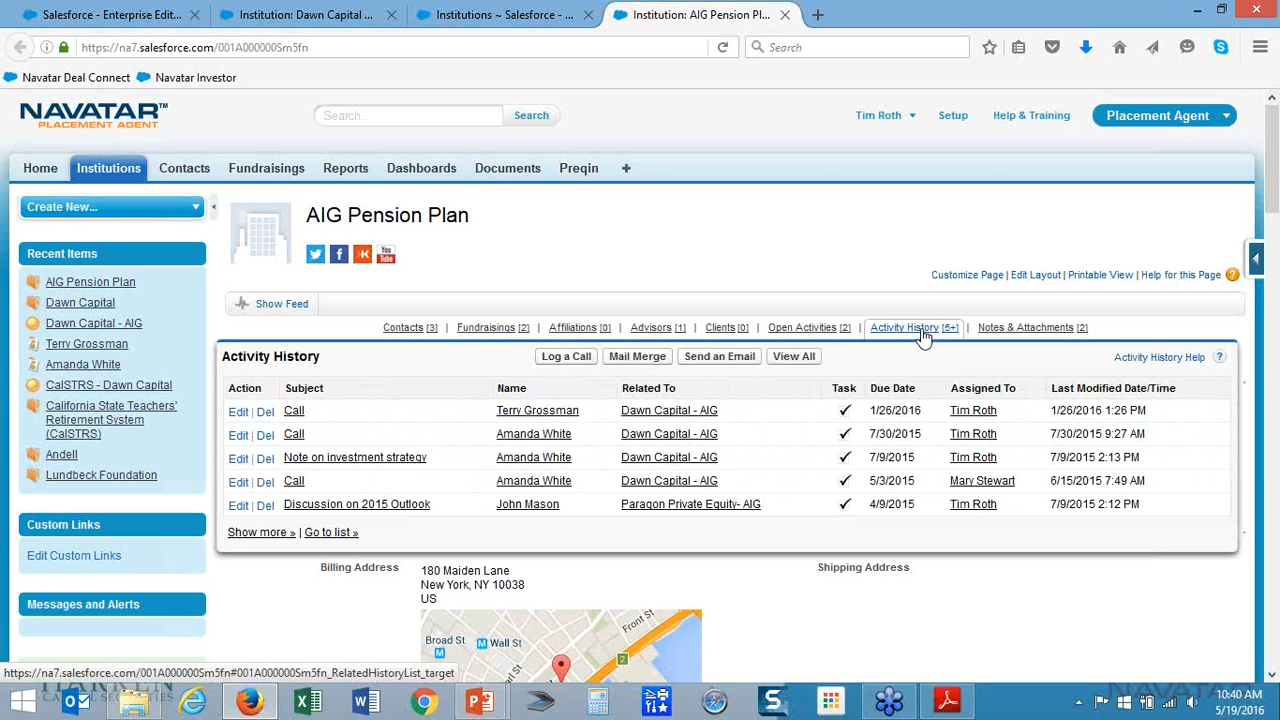 Salesforce - Enterprise Edit...
Institution: Dawn Capital ...
Institutions ~ Salesforce - ...
Institution: AIG Pension Pl...
https://na7.salesforce.com/001A000000Sm5fn
Search
Navatar Deal Connect
Navatar Investor
NAVATAR™
PLACEMENT AGENT
Search...
Search
Tim Roth
Setup
Help & Training
Placement Agent
Home
Institutions
Contacts
Fundraisings
Reports
Dashboards
Documents
Preqin
+
Create New...
Recent Items
AIG Pension Plan
Dawn Capital
Dawn Capital - AIG
Terry Grossman
Amanda White
CalSTRS - Dawn Capital
California State Teachers'
Retirement System
(CalSTRS)
Andell
Lundbeck Foundation
Custom Links
Edit Custom Links
Messages and Alerts
AIG Pension Plan
You
Tube
Customize Page | Edit Layout | Printable View | Help for this Page
Show Feed
Contacts [3] | Fundraisings [2] | Affiliations [0] | Advisors [1] | Clients [0] | Open Activities [2] | Activity History [5+] | Notes & Attachments [2]
Activity History
Log a Call
Mail Merge
Send an Email
View All
Activity History Help
Action Subject Name Related To Task Due Date Assigned To Last Modified Date/Time
Edit | Del Call Terry Grossman Dawn Capital - AIG 1/26/2016 Tim Roth 1/26/2016 1:26 PM
Edit | Del Call Amanda White Dawn Capital - AIG 7/30/2015 Tim Roth 7/30/2015 9:27 AM
Edit | Del Note on investment strategy Amanda White Dawn Capital - AIG 7/9/2015 Tim Roth 7/9/2015 2:13 PM
Edit | Del Call Amanda White Dawn Capital - AIG 5/3/2015 Mary Stewart 6/15/2015 7:49 AM
Edit | Del Discussion on 2015 Outlook John Mason Paragon Private Equity- AIG 4/9/2015 Tim Roth 7/9/2015 2:12 PM
Show more » | Go to list »
Billing Address
180 Maiden Lane
New York, NY 10038
US
Shipping Address
Broad St
Wall St
Front St
2
https://na7.salesforce.com/001A000000Sm5fn#001A000000Sm5fn_RelatedHistoryList_target
NAVATAR
10:40 AM
5/19/2016